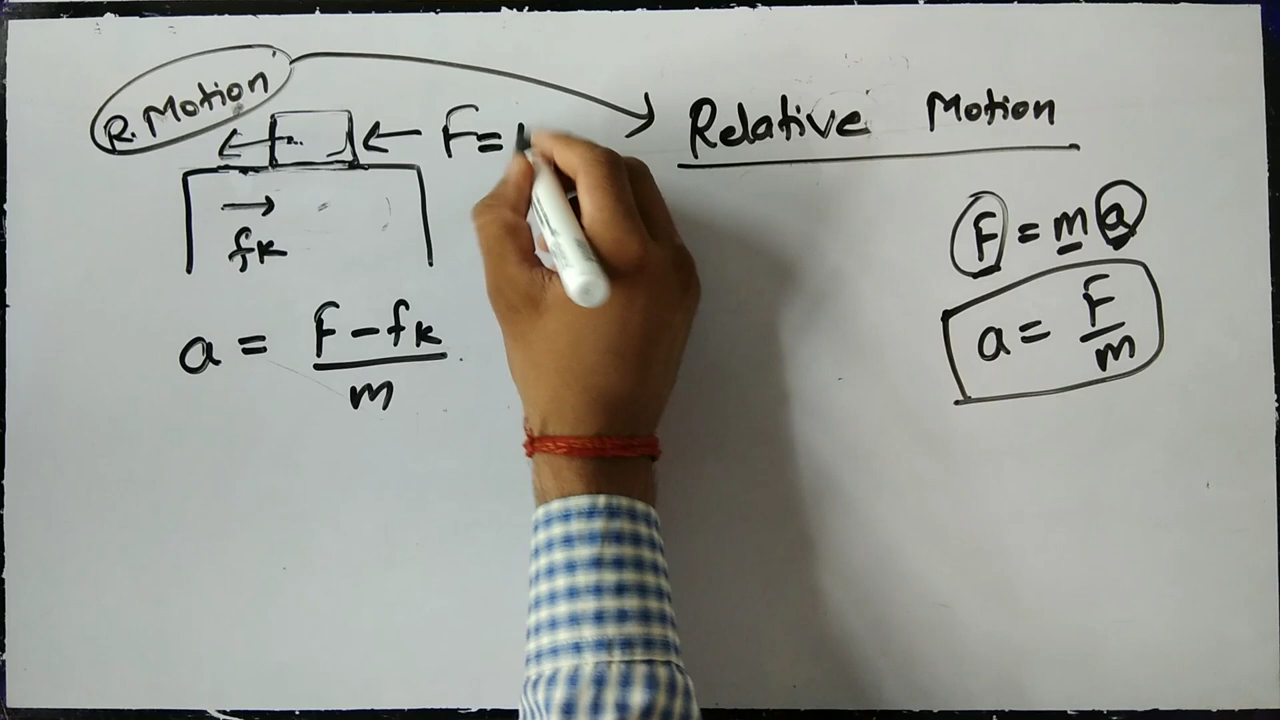 R. Motion
Relative Motion
F =
fk
F = ma
a = F - fk / m
a = F / m